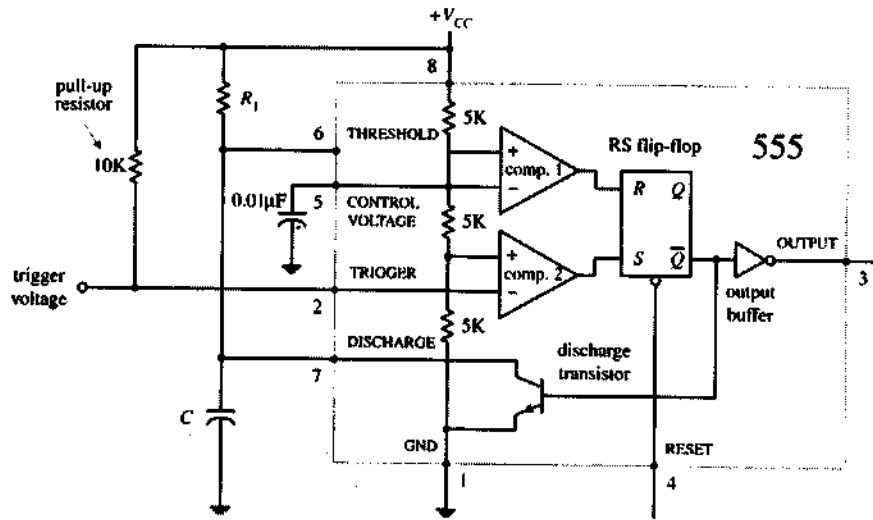 +V_CC
8
pull-up
resistor
R1
10K
6
THRESHOLD
5K
+
comp. 1
−
RS flip-flop
555
0.01µF
5
CONTROL
VOLTAGE
5K
R
Q
S
Q̅
OUTPUT
3
trigger
voltage
TRIGGER
2
+
comp. 2
−
output
buffer
5K
DISCHARGE
7
discharge
transistor
C
GND
1
RESET
4